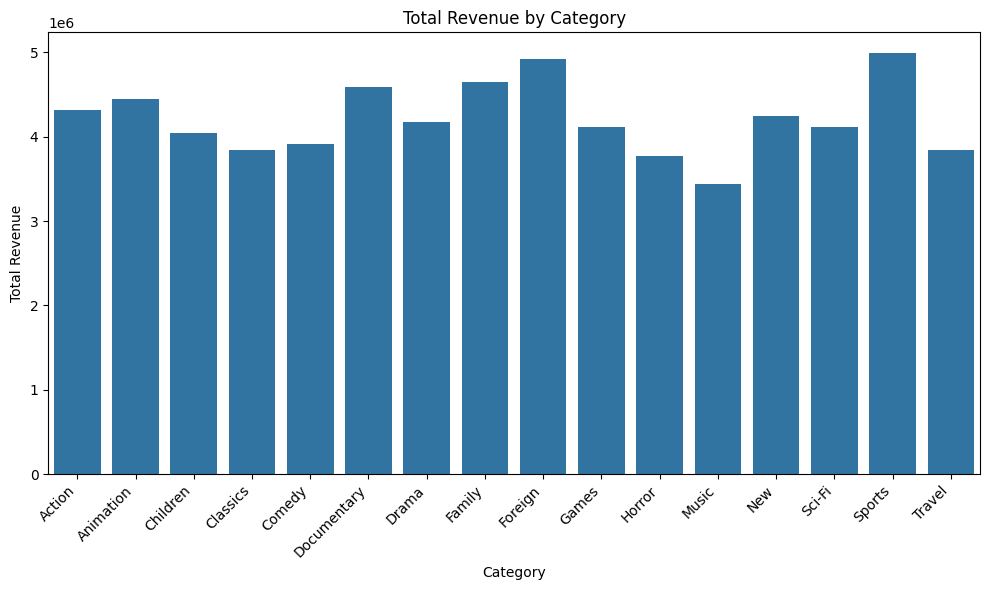 Total Revenue by Category
1e6
5
4
3
2
1
0
Total Revenue
Action
Animation
Children
Classics
Comedy
Documentary
Drama
Family
Foreign
Games
Horror
Music
New
Sci-Fi
Sports
Travel
Category